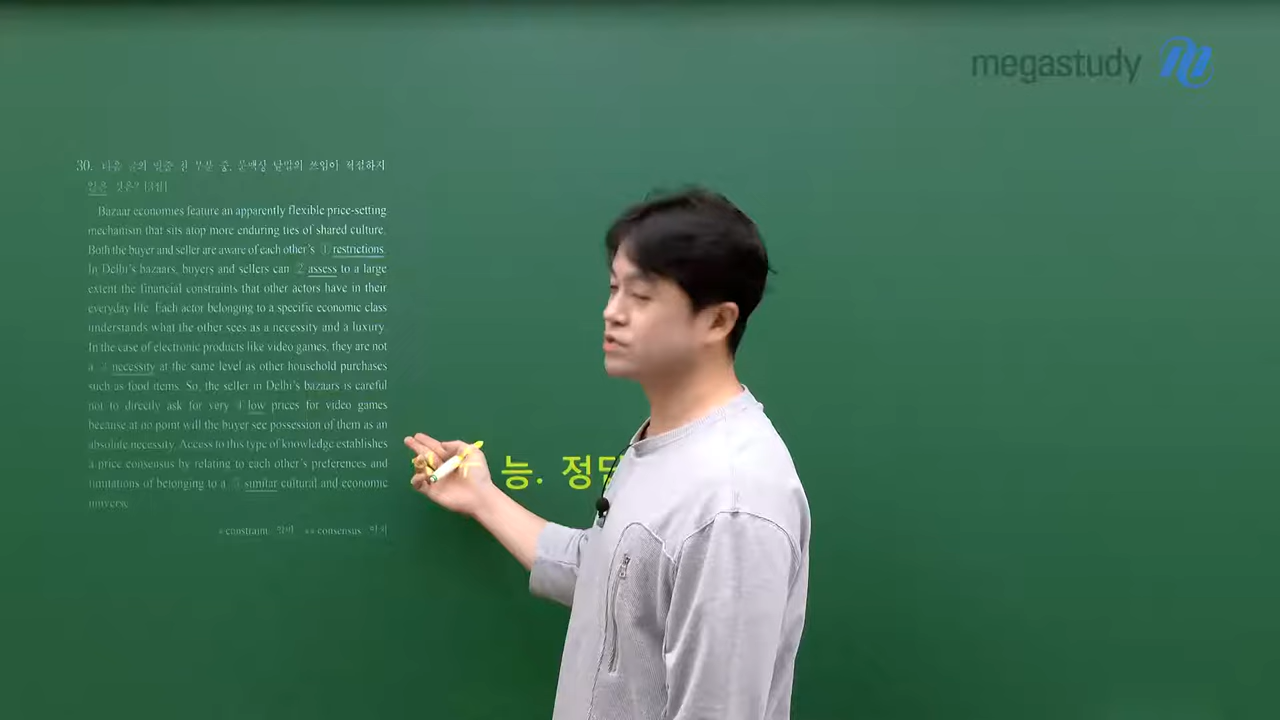 megastudy
30. 다음 글의 밑줄 친 부분 중, 문맥상 낱말의 쓰임이 적절하지
않은 것은? [3점]
Bazaar economies feature an apparently flexible price-setting
mechanism that sits atop more enduring ties of shared culture.
Both the buyer and seller are aware of each other's ① restrictions.
In Delhi's bazaars, buyers and sellers can ② assess to a large
extent the financial constraints that other actors have in their
everyday life. Each actor belonging to a specific economic class
understands what the other sees as a necessity and a luxury.
In the case of electronic products like video games, they are not
a ③ necessity at the same level as other household purchases
such as food items. So, the seller in Delhi's bazaars is careful
not to directly ask for very ④ low prices for video games
because at no point will the buyer see possession of them as an
absolute necessity. Access to this type of knowledge establishes
a price consensus by relating to each other's preferences and
limitations of belonging to a ⑤ similar cultural and economic
universe.
* constraint: 압박 ** consensus: 일치
능. 정답